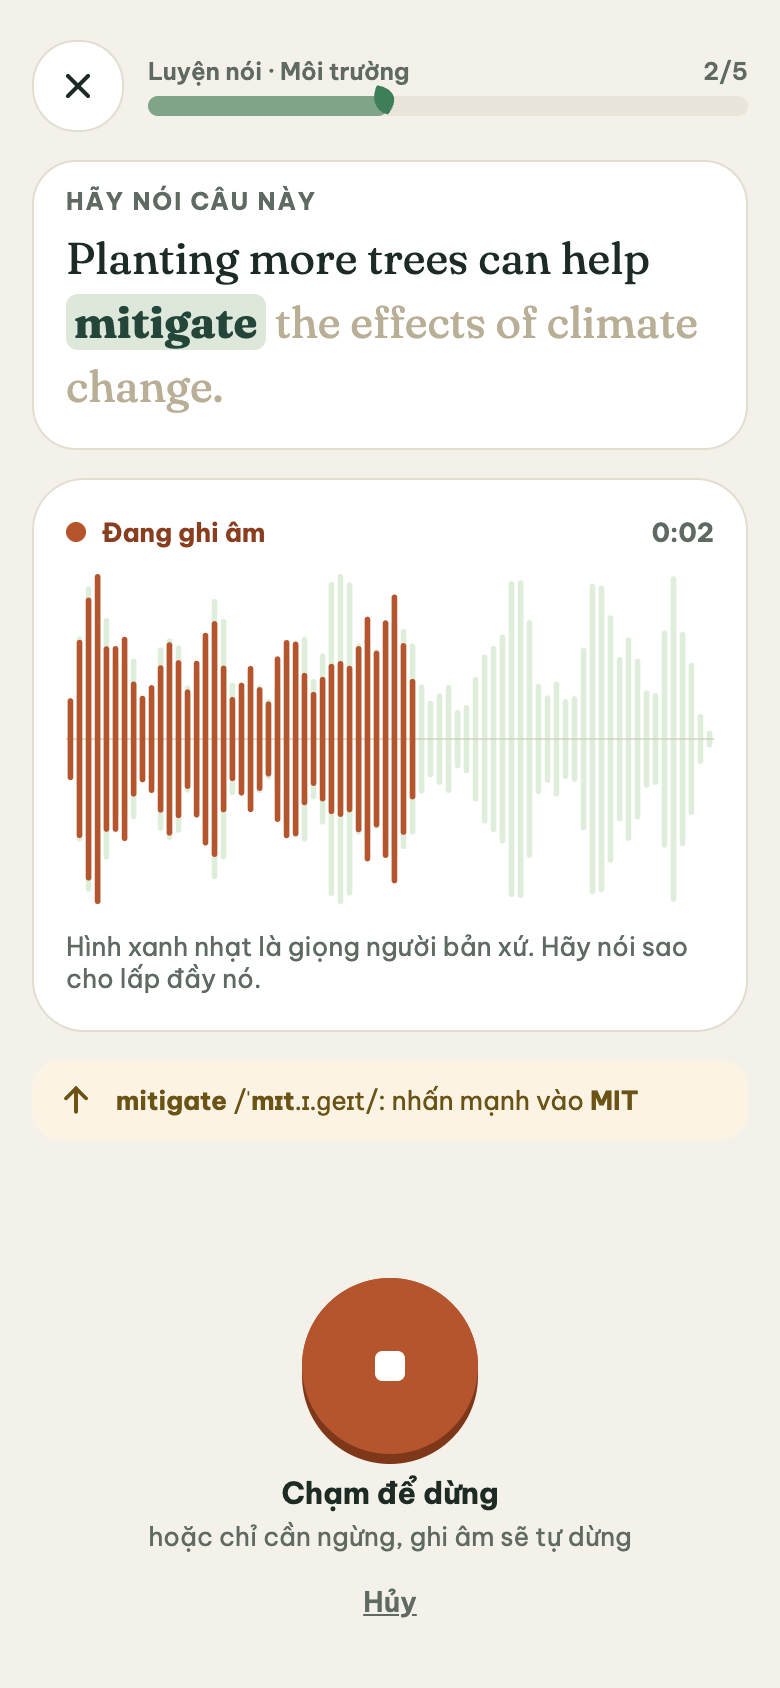 Luyện nói · Môi trường
2/5
HÃY NÓI CÂU NÀY
Planting more trees can help
mitigate the effects of climate
change.
Đang ghi âm
0:02
Hình xanh nhạt là giọng người bản xứ. Hãy nói sao
cho lấp đầy nó.
mitigate /ˈmɪt.ɪ.ɡeɪt/: nhấn mạnh vào MIT
Chạm để dừng
hoặc chỉ cần ngừng, ghi âm sẽ tự dừng
Hủy